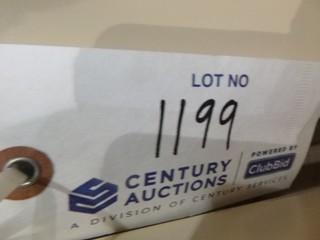 LOT NO
1199
CENTURY AUCTIONS
POWERED BY
ClubBid
A DIVISION OF CENTURY SERVICES